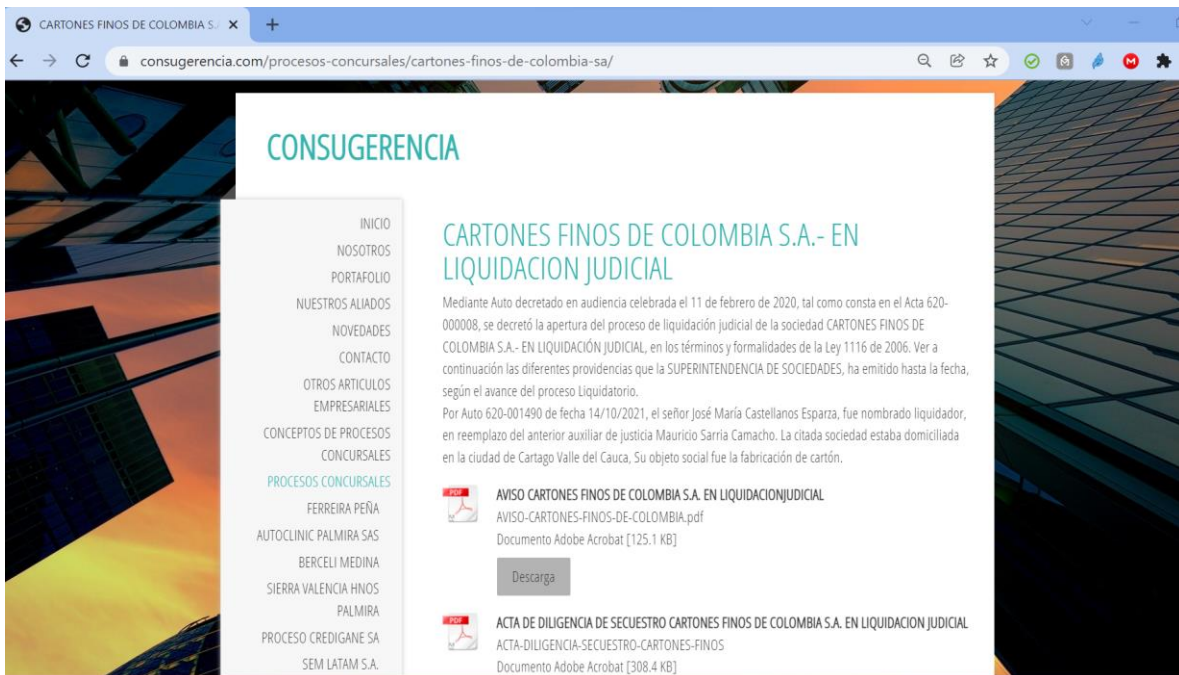 CARTONES FINOS DE COLOMBIA S.A
consugerencia.com/procesos-concursales/cartones-finos-de-colombia-sa/
CONSUGERENCIA
INICIO
NOSOTROS
PORTAFOLIO
NUESTROS ALIADOS
NOVEDADES
CONTACTO
OTROS ARTICULOS
EMPRESARIALES
CONCEPTOS DE PROCESOS
CONCURSALES
PROCESOS CONCURSALES
FERREIRA PEÑA
AUTOCLINIC PALMIRA SAS
BERCELI MEDINA
SIERRA VALENCIA HNOS
PALMIRA
PROCESO CREDIGANE SA
SEM LATAM S.A.
CARTONES FINOS DE COLOMBIA S.A.- EN
LIQUIDACION JUDICIAL
Mediante Auto decretado en audiencia celebrada el 11 de febrero de 2020, tal como consta en el Acta 620-
000008, se decretó la apertura del proceso de liquidación judicial de la sociedad CARTONES FINOS DE
COLOMBIA S.A.- EN LIQUIDACIÓN JUDICIAL, en los términos y formalidades de la Ley 1116 de 2006. Ver a
continuación las diferentes providencias que la SUPERINTENDENCIA DE SOCIEDADES, ha emitido hasta la fecha,
según el avance del proceso Liquidatorio.
Por Auto 620-001490 de fecha 14/10/2021, el señor José María Castellanos Esparza, fue nombrado liquidador,
en reemplazo del anterior auxiliar de justicia Mauricio Sarria Camacho. La citada sociedad estaba domiciliada
en la ciudad de Cartago Valle del Cauca, Su objeto social fue la fabricación de cartón.
PDF
AVISO CARTONES FINOS DE COLOMBIA S.A. EN LIQUIDACIONJUDICIAL
AVISO-CARTONES-FINOS-DE-COLOMBIA.pdf
Documento Adobe Acrobat [125.1 KB]
Descarga
PDF
ACTA DE DILIGENCIA DE SECUESTRO CARTONES FINOS DE COLOMBIA S.A. EN LIQUIDACION JUDICIAL
ACTA-DILIGENCIA-SECUESTRO-CARTONES-FINOS
Documento Adobe Acrobat [308.4 KB]